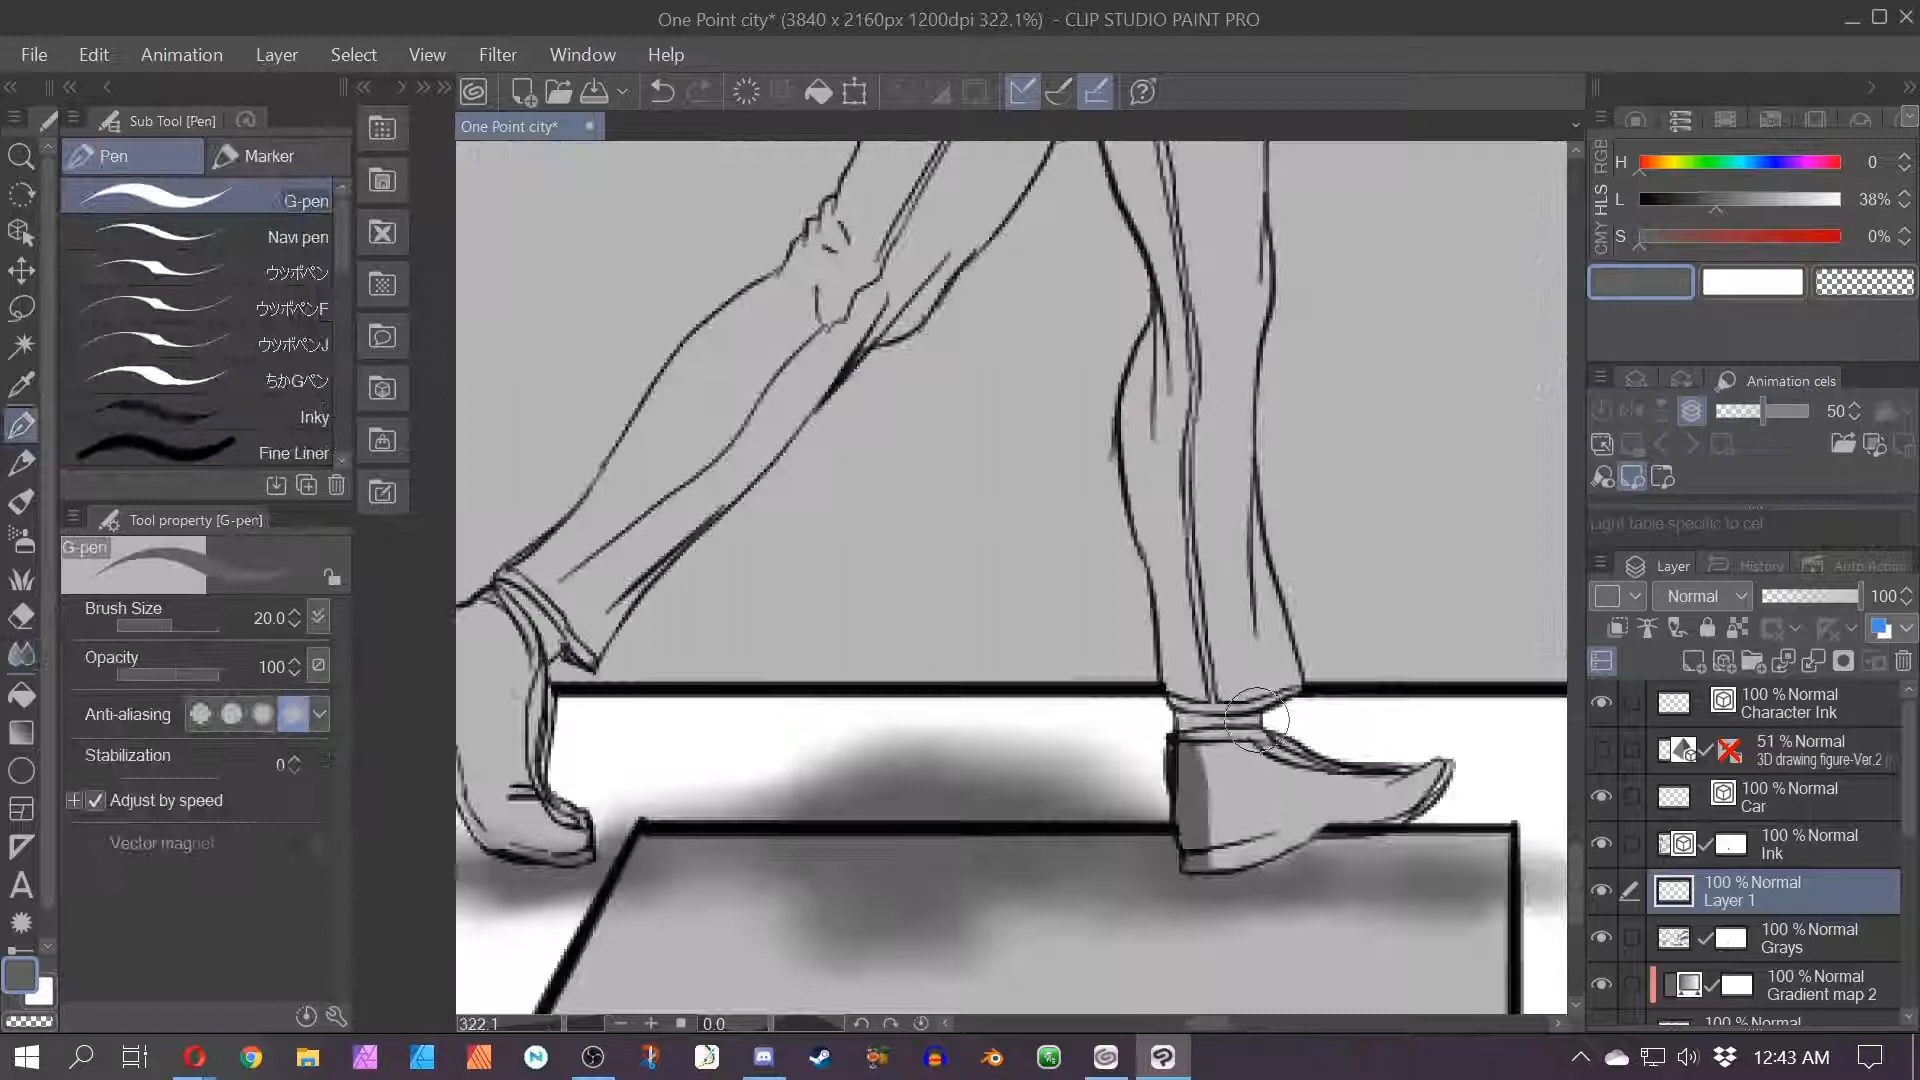 One Point city* (3840 x 2160px 1200dpi 322.1%) - CLIP STUDIO PAINT PRO
File Edit Animation Layer Select View Filter Window Help
Sub Tool [Pen]
One Point city*
Pen Marker
G-pen
Navi pen
ウツボペン
ウツボペンF
ウツボペンJ
ちかGペン
Inky
Fine Liner
Tool property [G-pen]
G-pen
Brush Size 20.0
Opacity 100
Anti-aliasing
Stabilization 0
Adjust by speed
Vector magnet
RGB
HLS
CMY
H 0
L 38%
S 0%
Animation cels
50
Light table specific to cel
Layer History Auto Action
Normal 100
100 % Normal
Character Ink
51 % Normal
3D drawing figure-Ver.2
100 % Normal
Car
100 % Normal
Ink
100 % Normal
Layer 1
100 % Normal
Grays
100 % Normal
Gradient map 2
100 % Normal
322.1 0.0
12:43 AM